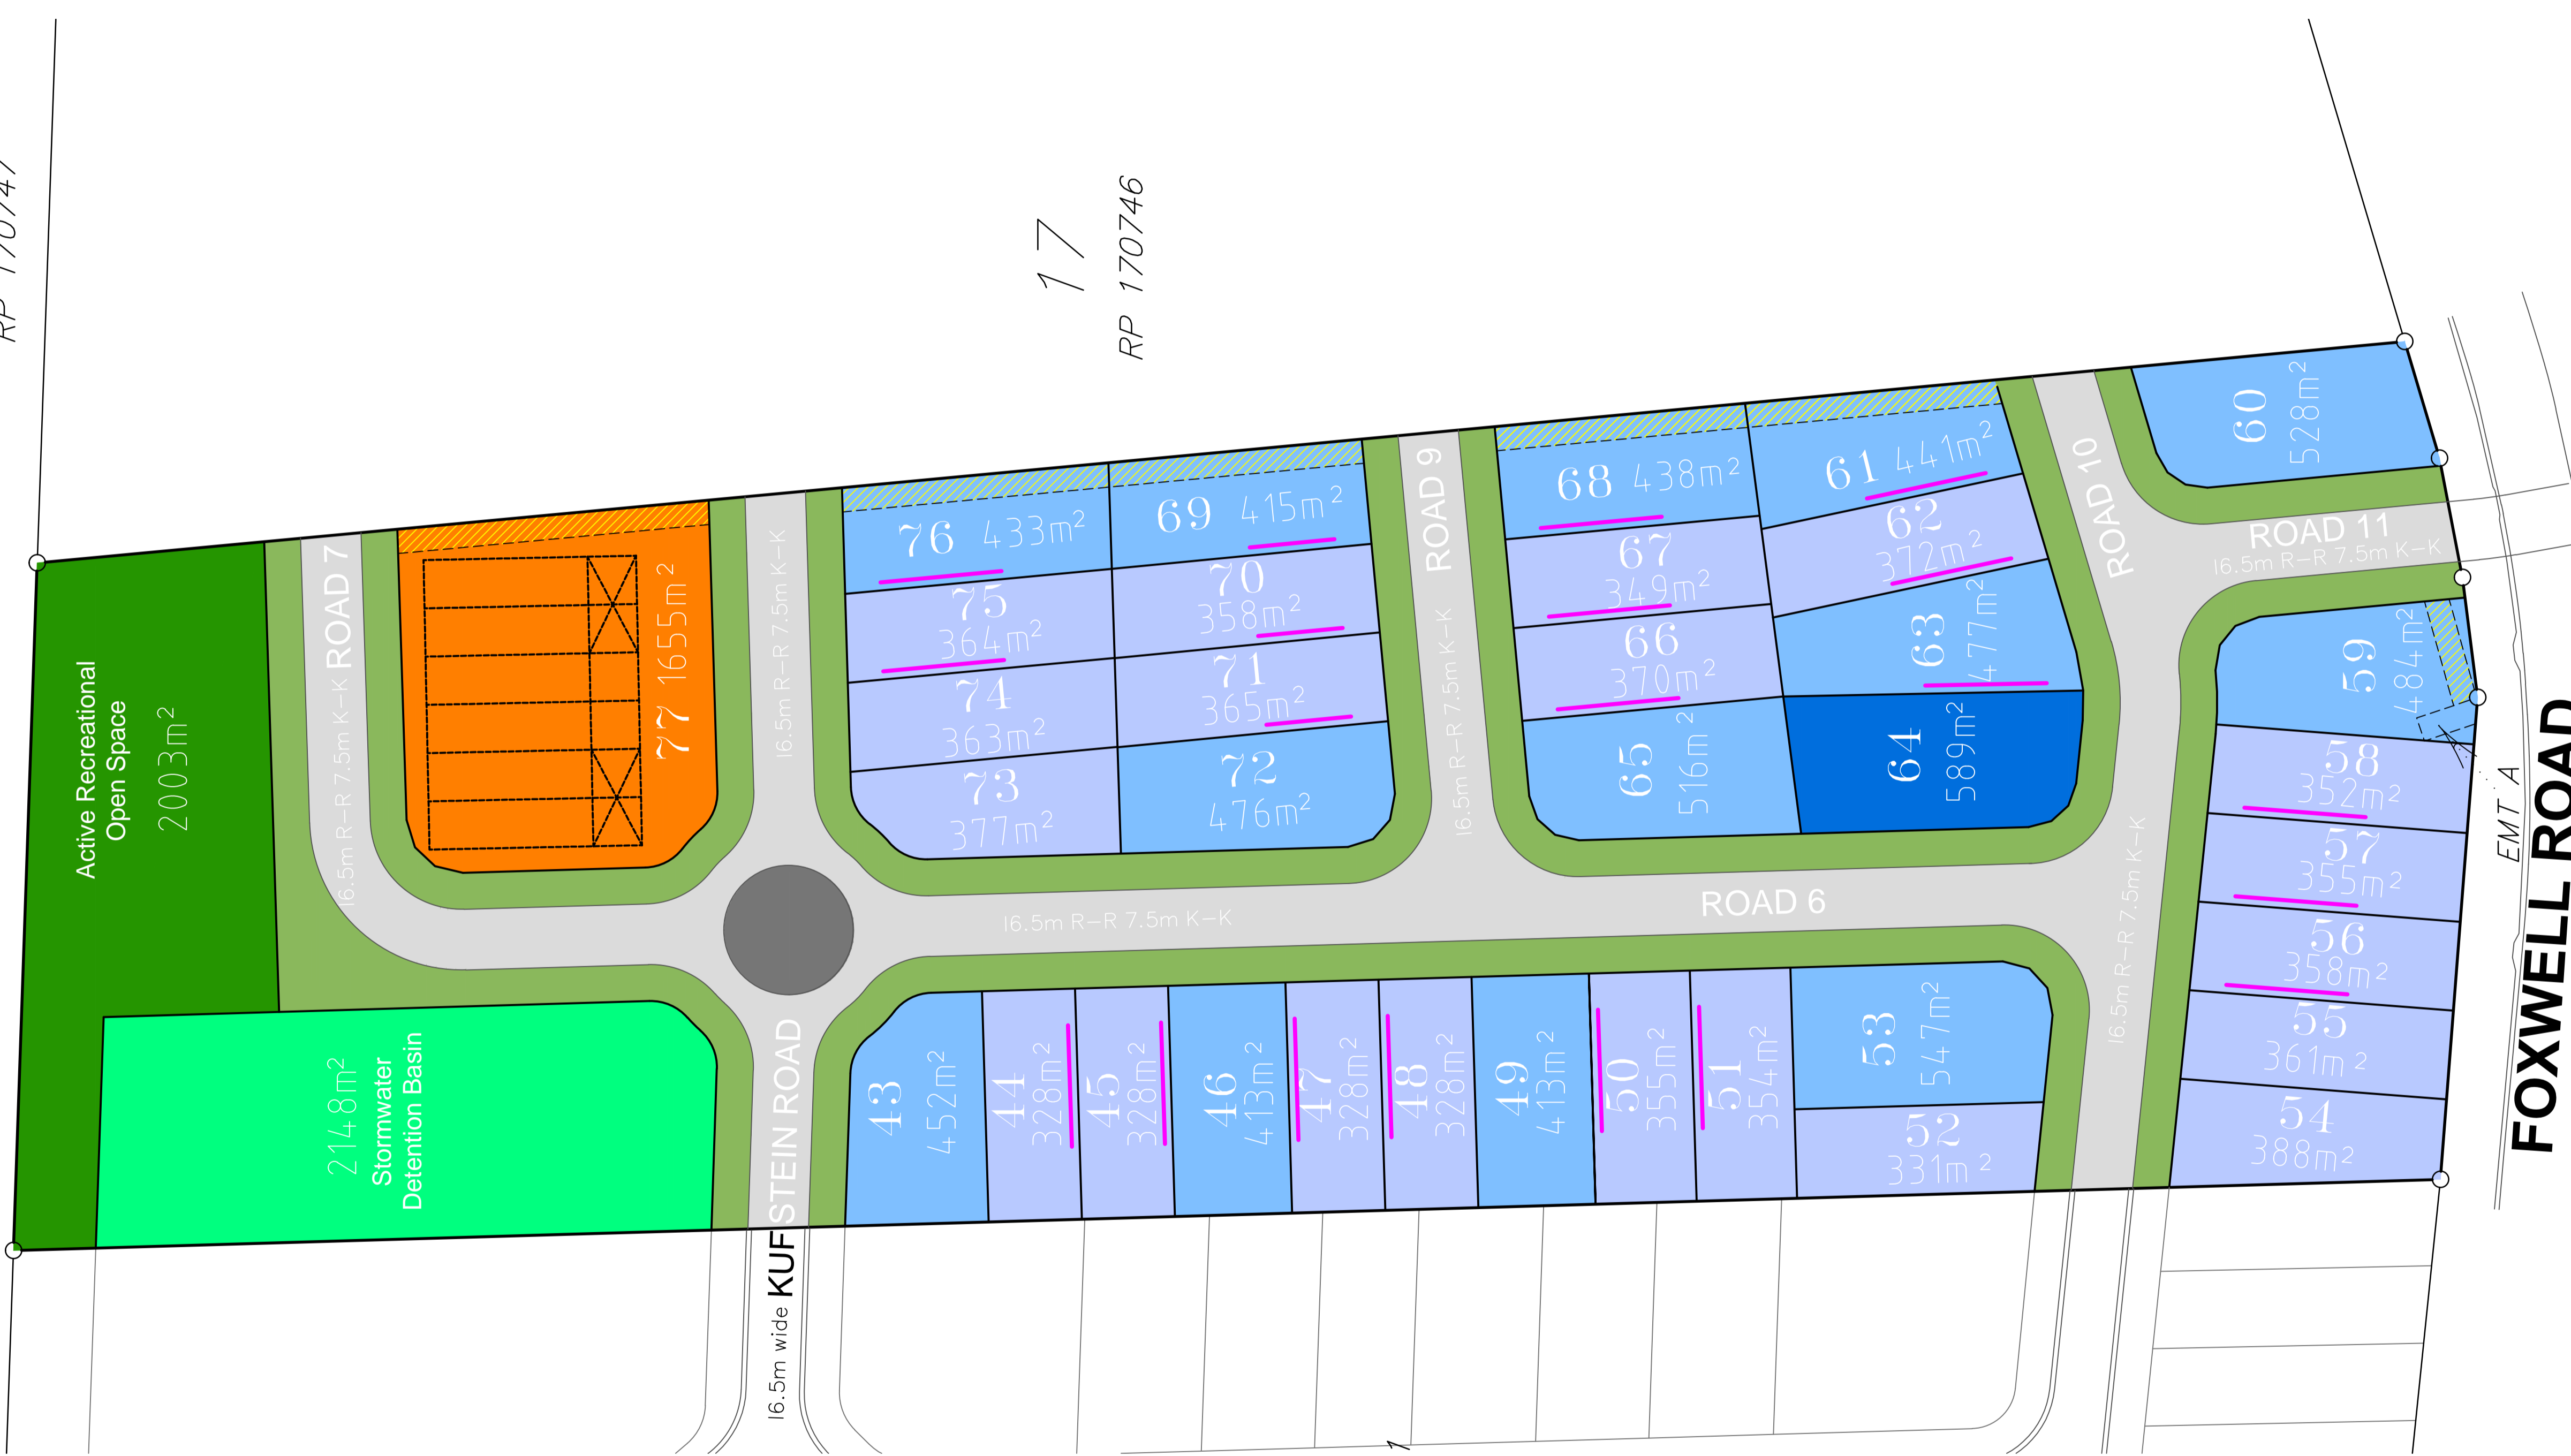 RP 170747
17
RP 170746
Active Recreational
Open Space
2003m²
2148m²
Stormwater
Detention Basin
ROAD 7
16.5m R-R 7.5m K-K
77 1655m²
16.5m R-R 7.5m K-K
16.5m wide KUFSTEIN ROAD
76 433m²
75
364m²
74
363m²
73
377m²
69 415m²
70
358m²
71
365m²
72
476m²
ROAD 9
16.5m R-R 7.5m K-K
68 438m²
67
349m²
66
370m²
65
516m²
61 441m²
62
372m²
63
477m²
64
589m²
ROAD 10
16.5m R-R 7.5m K-K
60
528m²
ROAD 11
16.5m R-R 7.5m K-K
59
484m²
58
352m²
57
355m²
56
358m²
55
361m²
54
388m²
EMT A
FOXWELL ROAD
ROAD 6
16.5m R-R 7.5m K-K
43
452m²
44
328m²
45
328m²
46
413m²
47
328m²
48
328m²
49
413m²
50
355m²
51
354m²
53
547m²
52
331m²
1